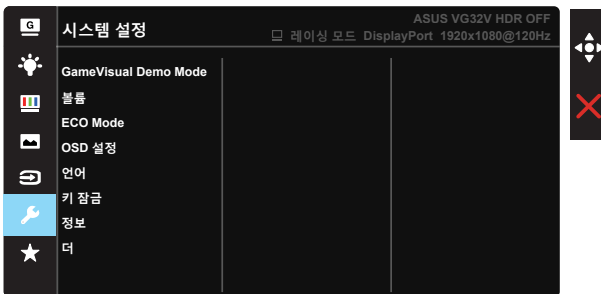 G
시스템 설정
ASUS VG32V HDR OFF
레이싱 모드 DisplayPort 1920x1080@120Hz
GameVisual Demo Mode
볼륨
ECO Mode
OSD 설정
언어
키 잠금
정보
더